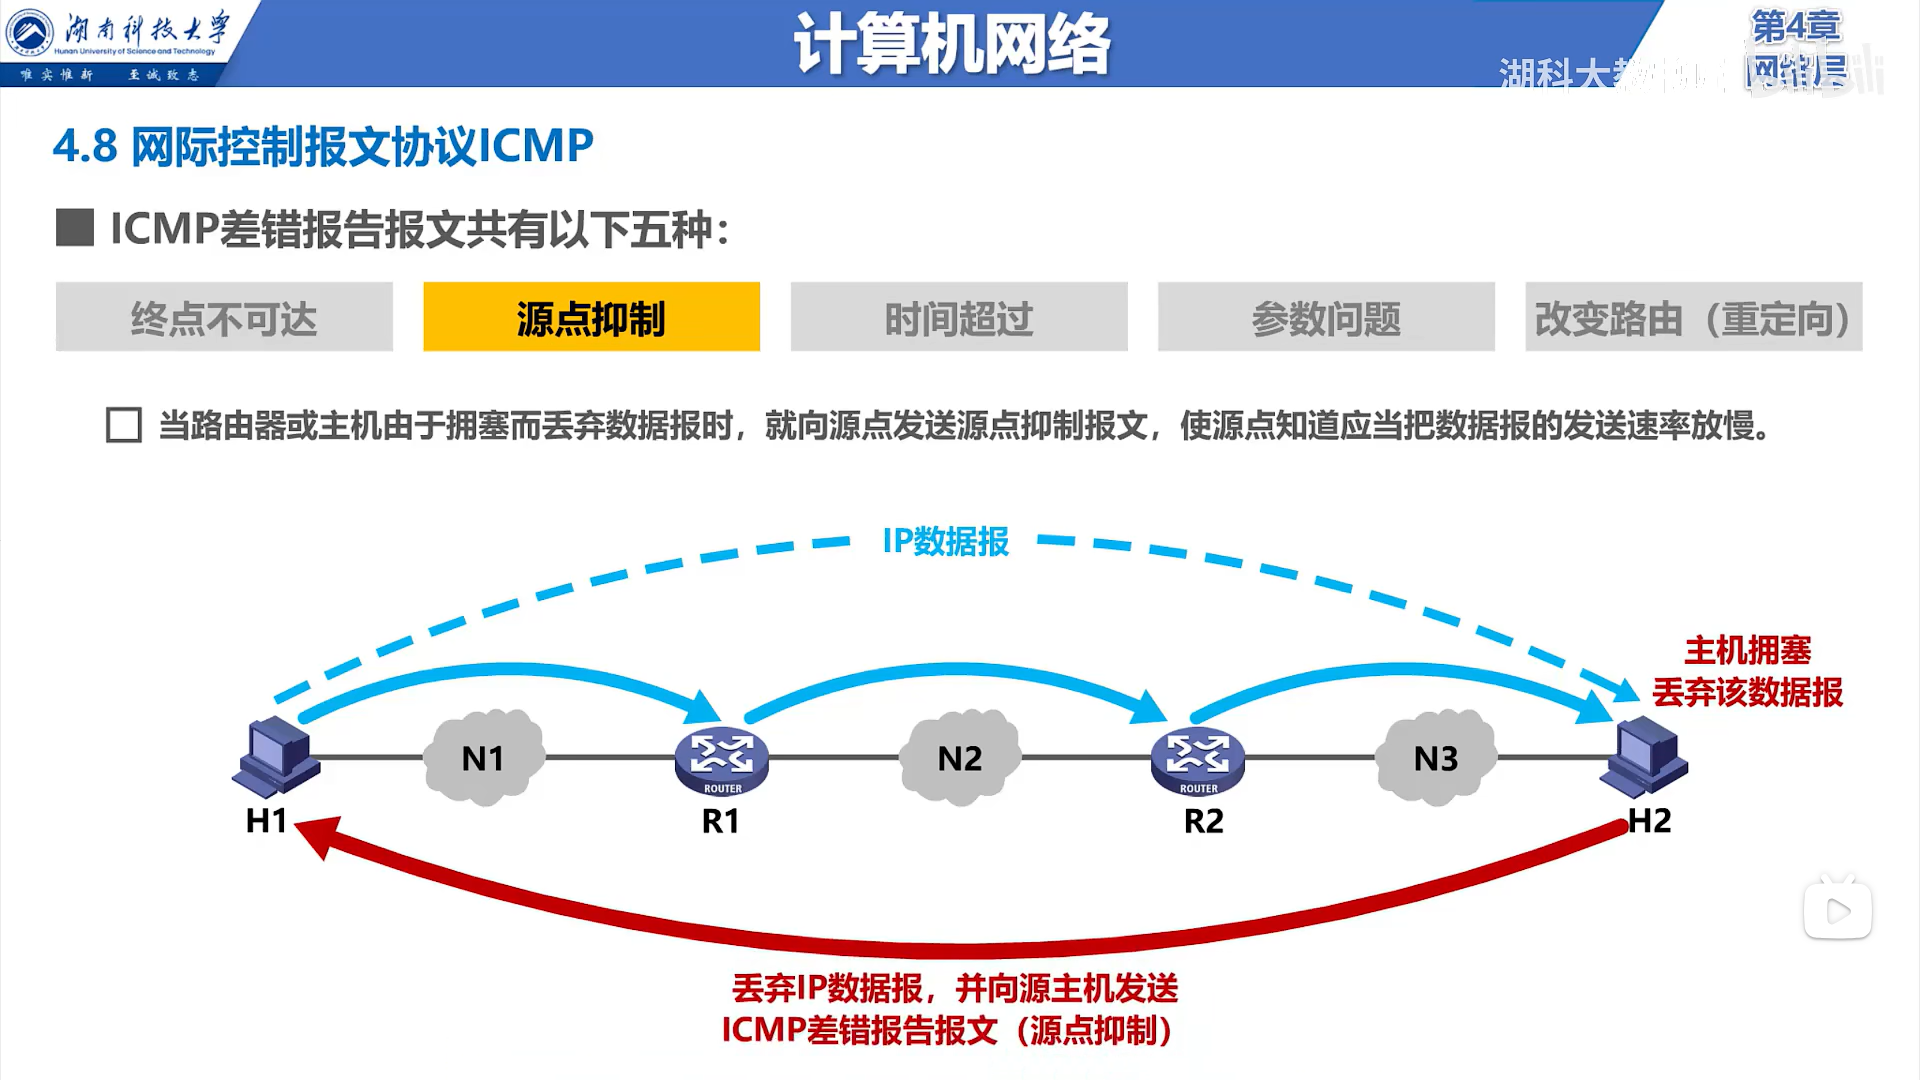 湖南科技大学
Hunan University of Science and Technology
唯实惟新 至诚致志
计算机网络
第4章
网络层
湖科大教书匠
bilibili
4.8 网际控制报文协议ICMP
ICMP差错报告报文共有以下五种：
终点不可达
源点抑制
时间超过
参数问题
改变路由（重定向）
当路由器或主机由于拥塞而丢弃数据报时，就向源点发送源点抑制报文，使源点知道应当把数据报的发送速率放慢。
IP数据报
主机拥塞
丢弃该数据报
N1
N2
N3
ROUTER
ROUTER
H1
R1
R2
H2
丢弃IP数据报，并向源主机发送
ICMP差错报告报文（源点抑制）